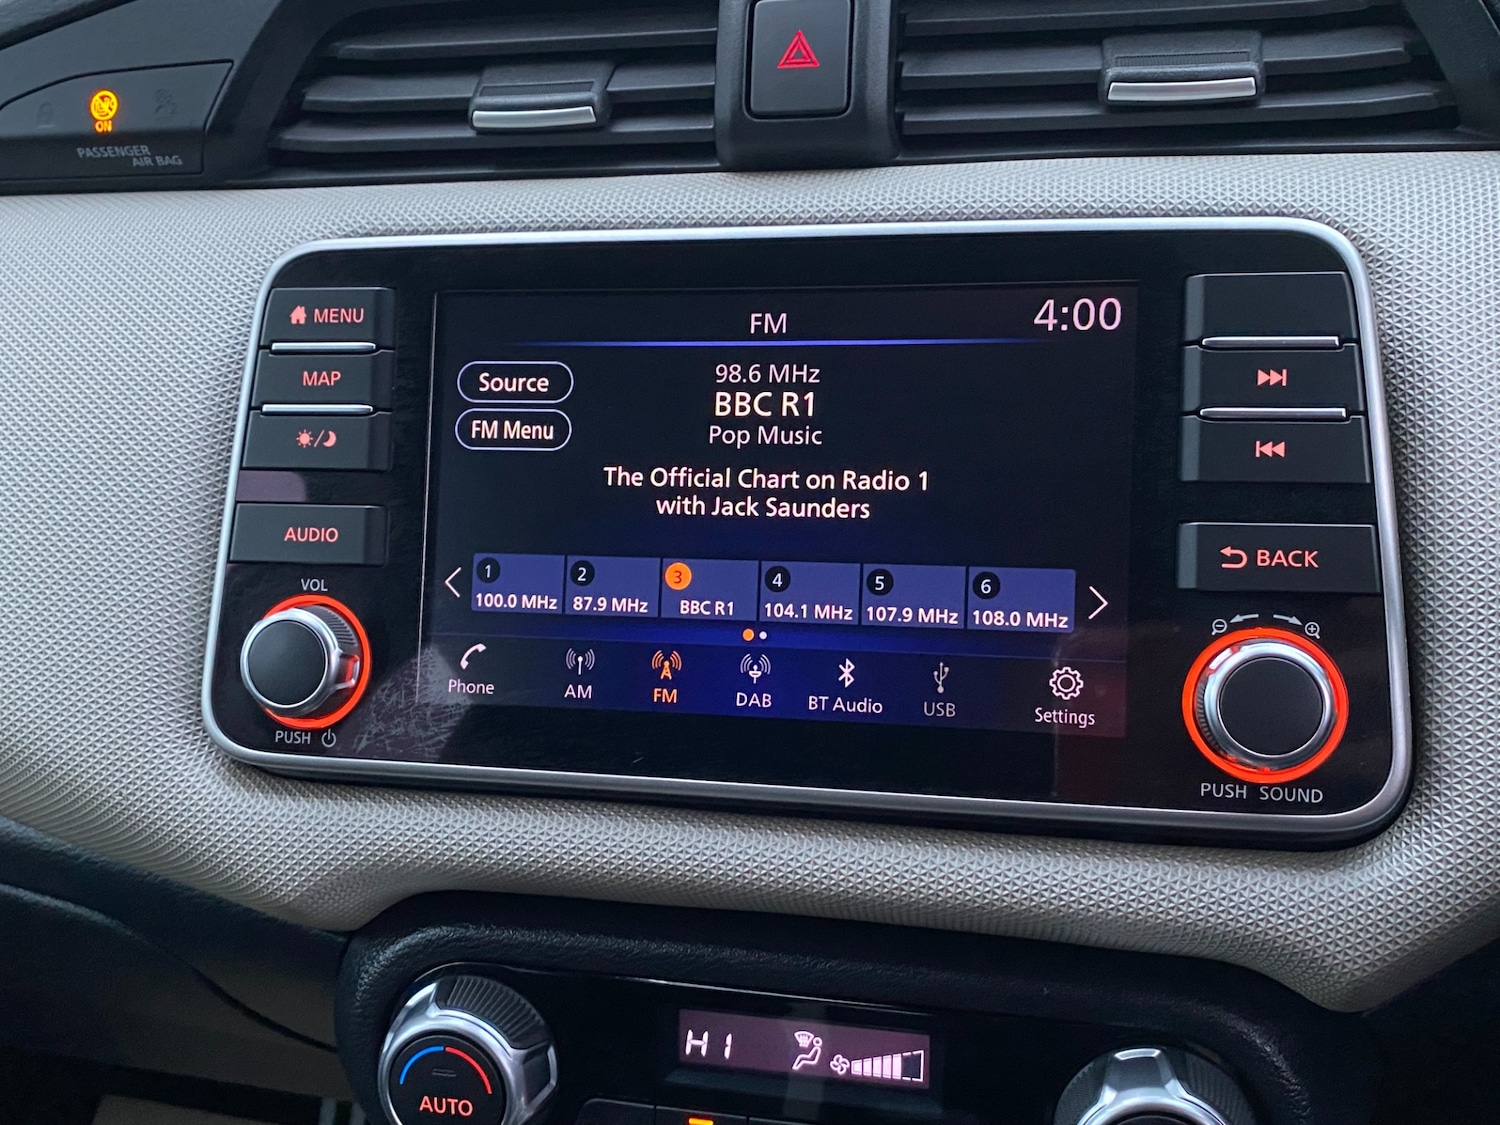 ON
PASSENGER
AIR BAG
MENU
MAP
AUDIO
VOL
PUSH
FM
4:00
Source
FM Menu
98.6 MHz
BBC R1
Pop Music
The Official Chart on Radio 1
with Jack Saunders
1
100.0 MHz
2
87.9 MHz
3
BBC R1
4
104.1 MHz
5
107.9 MHz
6
108.0 MHz
Phone
AM
FM
DAB
BT Audio
USB
Settings
BACK
PUSH SOUND
HI
AUTO